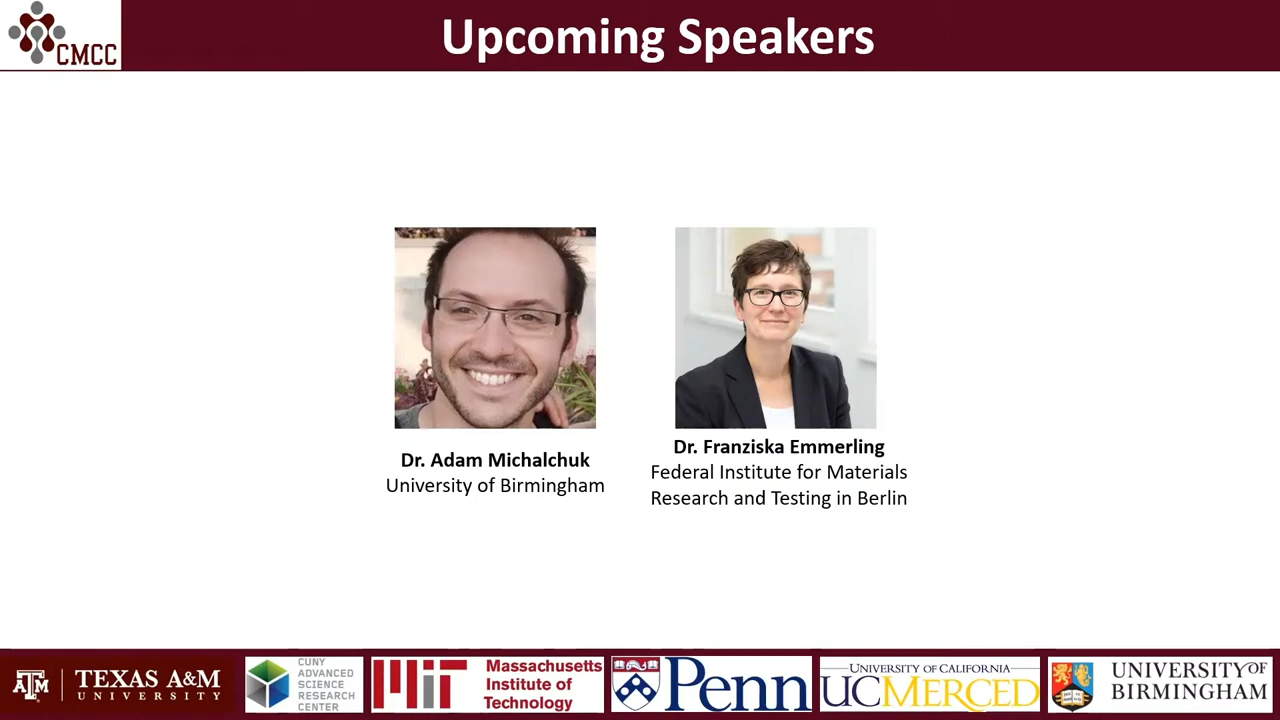 CMCC
Upcoming Speakers
Dr. Adam Michalchuk
University of Birmingham
Dr. Franziska Emmerling
Federal Institute for Materials
Research and Testing in Berlin
ATM
TEXAS A&M
UNIVERSITY
CUNY
ADVANCED
SCIENCE
RESEARCH
CENTER
MIT
Massachusetts
Institute of
Technology
Penn
UNIVERSITY OF CALIFORNIA
UCMERCED
UNIVERSITY OF
BIRMINGHAM